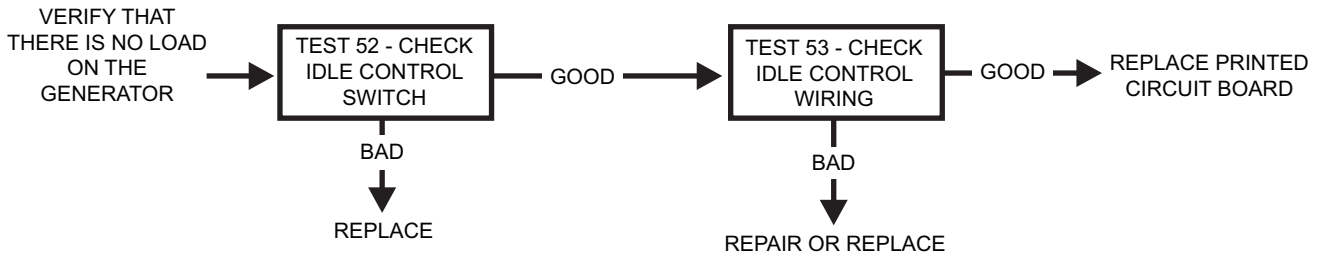 VERIFY THAT
THERE IS NO LOAD
ON THE
GENERATOR
TEST 52 - CHECK
IDLE CONTROL
SWITCH
GOOD
BAD
REPLACE
TEST 53 - CHECK
IDLE CONTROL
WIRING
GOOD
BAD
REPAIR OR REPLACE
REPLACE PRINTED
CIRCUIT BOARD